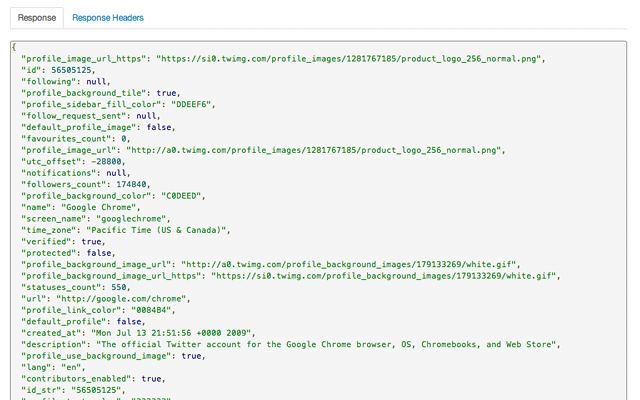 Response Response Headers
{
"profile_image_url_https": "https://si0.twimg.com/profile_images/1281767185/product_logo_256_normal.png",
"id": 56505125,
"following": null,
"profile_background_tile": true,
"profile_sidebar_fill_color": "DDEEF6",
"follow_request_sent": null,
"default_profile_image": false,
"favourites_count": 0,
"profile_image_url": "http://a0.twimg.com/profile_images/1281767185/product_logo_256_normal.png",
"utc_offset": -28800,
"notifications": null,
"followers_count": 174840,
"profile_background_color": "C0DEED",
"name": "Google Chrome",
"screen_name": "googlechrome",
"time_zone": "Pacific Time (US & Canada)",
"verified": true,
"protected": false,
"profile_background_image_url": "http://a0.twimg.com/profile_background_images/179133269/white.gif",
"profile_background_image_url_https": "https://si0.twimg.com/profile_background_images/179133269/white.gif",
"statuses_count": 550,
"url": "http://google.com/chrome",
"profile_link_color": "0084B4",
"default_profile": false,
"created_at": "Mon Jul 13 21:51:56 +0000 2009",
"description": "The official Twitter account for the Google Chrome browser, OS, Chromebooks, and Web Store",
"profile_use_background_image": true,
"lang": "en",
"contributors_enabled": true,
"id_str": "56505125",